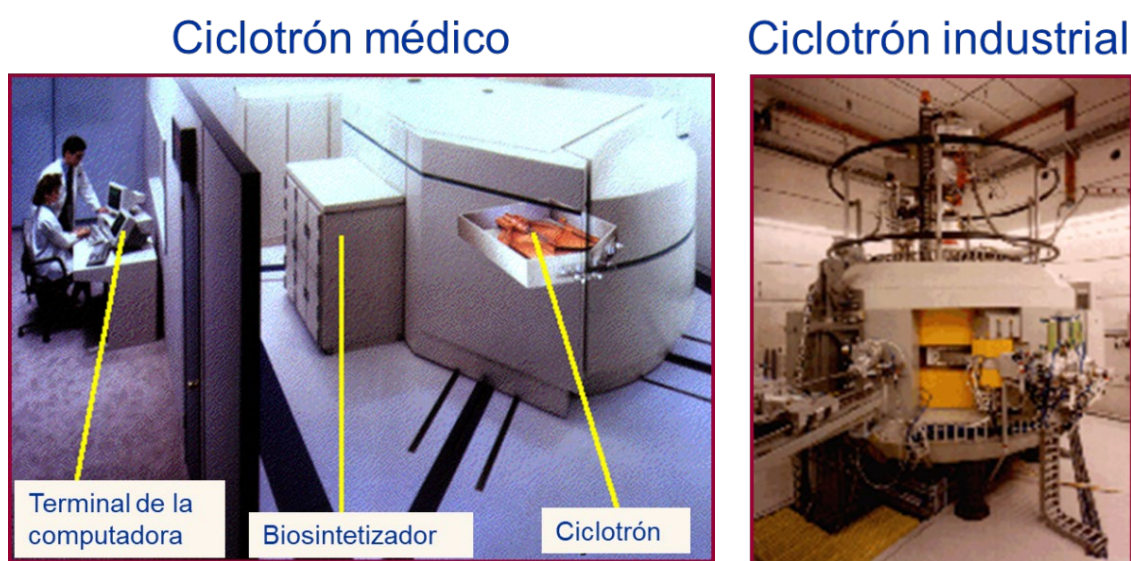 Ciclotrón médico
Ciclotrón industrial
Terminal de la
computadora
Biosintetizador
Ciclotrón